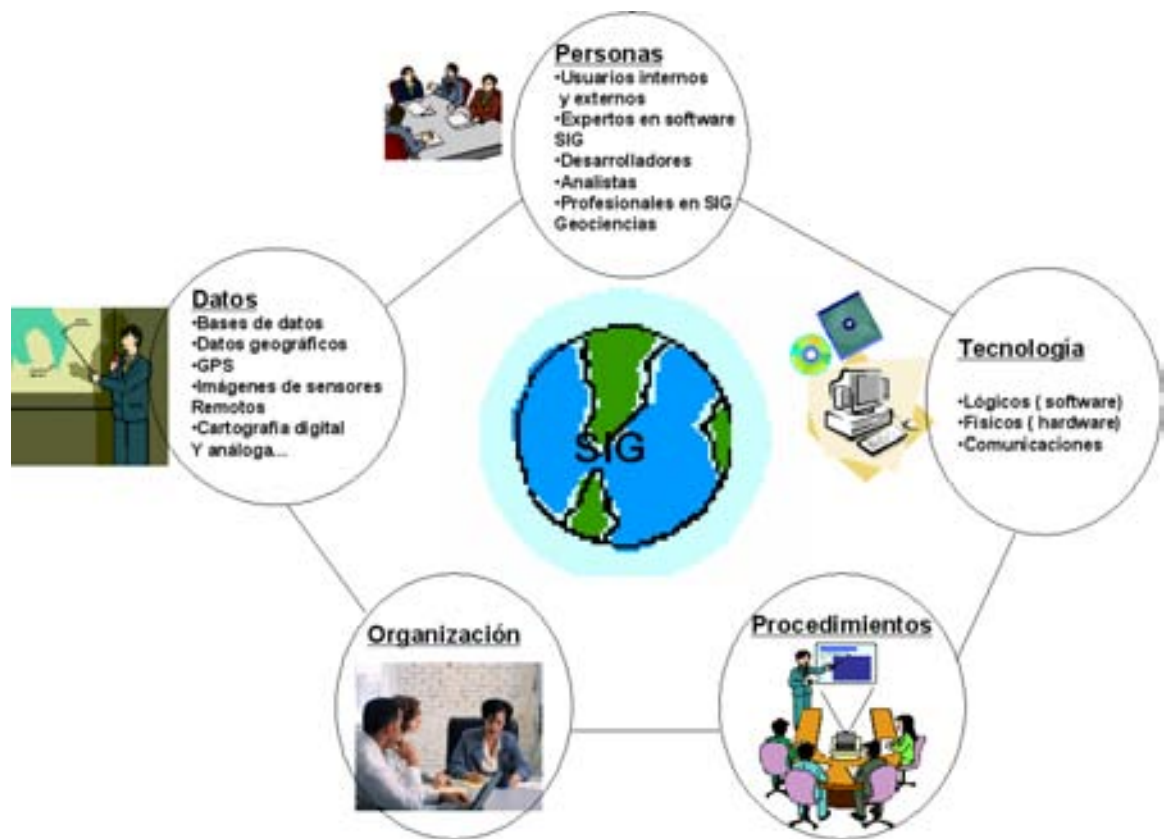 Personas
•Usuarios internos
y externos
•Expertos en software
SIG
•Desarrolladores
•Analistas
•Profesionales en SIG
Geociencias
Datos
•Bases de datos
•Datos geográficos
•GPS
•Imágenes de sensores
Remotos
•Cartografía digital
Y análoga...
SIG
Tecnología
•Lógicos ( software)
•Físicos ( hardware)
•Comunicaciones
Organización
Procedimientos